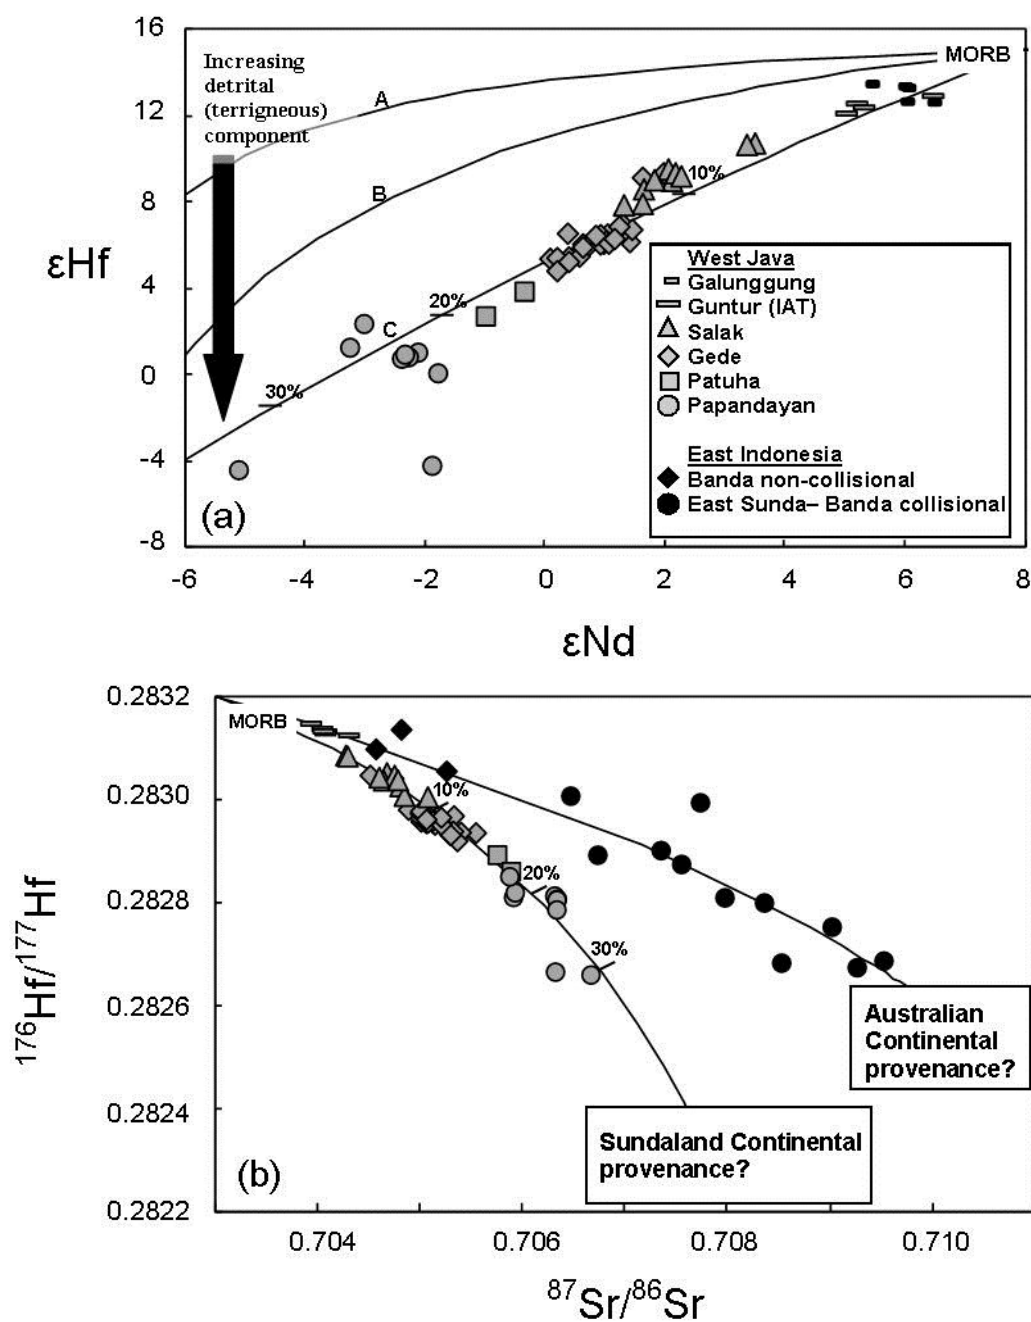 16
12
8
4
0
-4
-8
εHf
Increasing
detrital
(terrigneous)
component
A
B
C
MORB
10%
20%
30%
West Java
Galunggung
Guntur (IAT)
Salak
Gede
Patuha
Papandayan
East Indonesia
Banda non-collisional
East Sunda– Banda collisional
(a)
-6 -4 -2 0 2 4 6 8
εNd
0.2832
0.2830
0.2828
0.2826
0.2824
0.2822
176Hf/177Hf
MORB
10%
20%
30%
Australian
Continental
provenance?
Sundaland Continental
provenance?
(b)
0.704 0.706 0.708 0.710
87Sr/86Sr